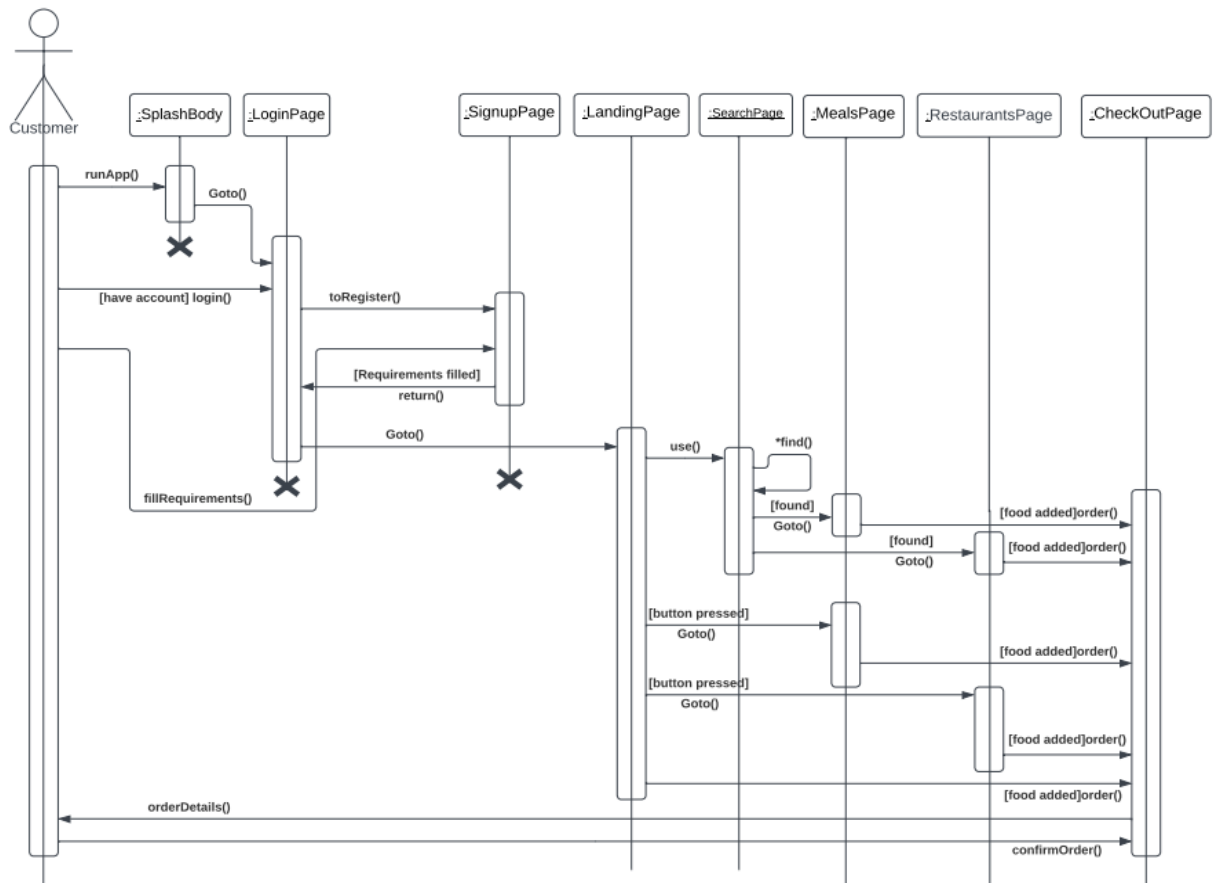 :SplashBody
:LoginPage
:SignupPage
:LandingPage
:SearchPage
:MealsPage
:RestaurantsPage
:CheckOutPage
Customer
runApp()
Goto()
[have account] login()
toRegister()
[Requirements filled]
return()
Goto()
use()
*find()
fillRequirements()
[found]
Goto()
[food added]order()
[found]
Goto()
[food added]order()
[button pressed]
Goto()
[food added]order()
[button pressed]
Goto()
[food added]order()
[food added]order()
orderDetails()
confirmOrder()